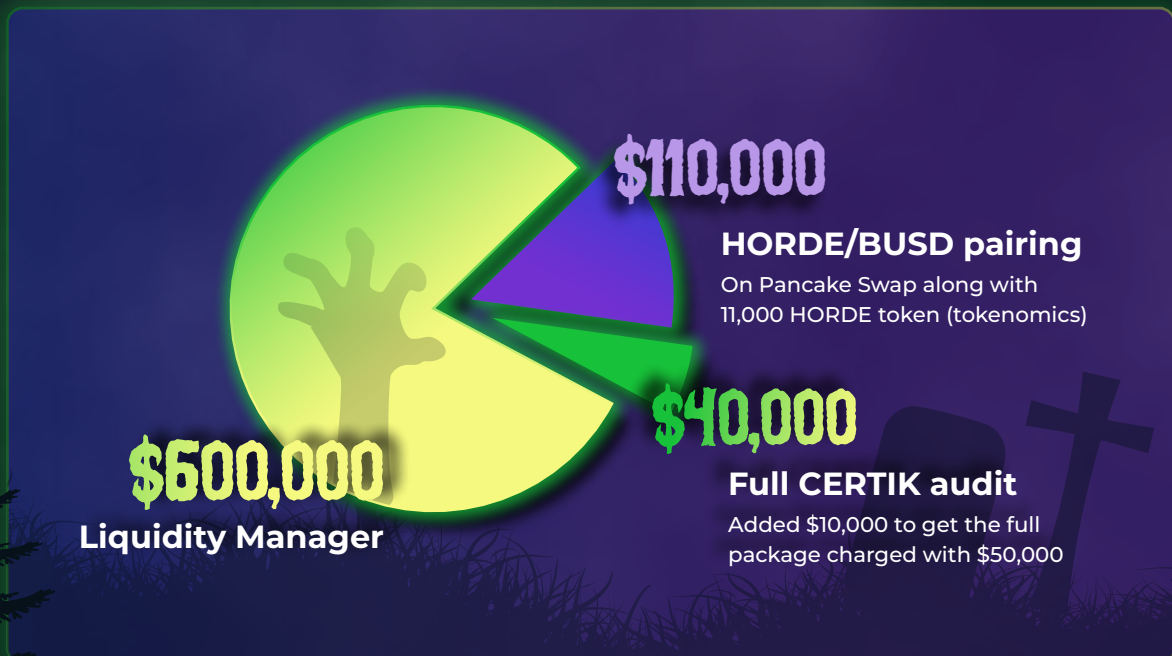 $110,000
HORDE/BUSD pairing
On Pancake Swap along with
11,000 HORDE token (tokenomics)
$40,000
Full CERTIK audit
Added $10,000 to get the full
package charged with $50,000
$600,000
Liquidity Manager